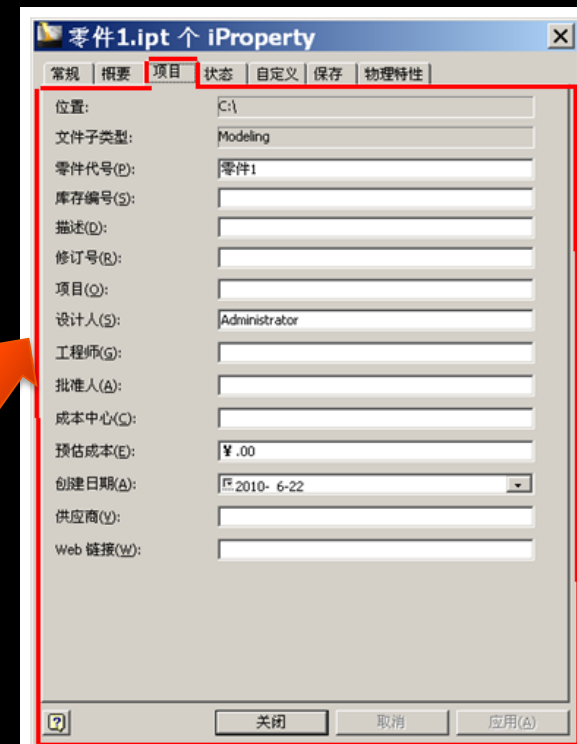 零件1.ipt 个 iProperty
常规 概要 项目 状态 自定义 保存 物理特性
位置: C:\
文件子类型: Modeling
零件代号(P): 零件1
库存编号(S):
描述(D):
修订号(R):
项目(O):
设计人(S): Administrator
工程师(G):
批准人(A):
成本中心(C):
预估成本(E): ¥ .00
创建日期(A): 2010- 6-22
供应商(V):
Web 链接(W):
关闭 取消 应用(A)